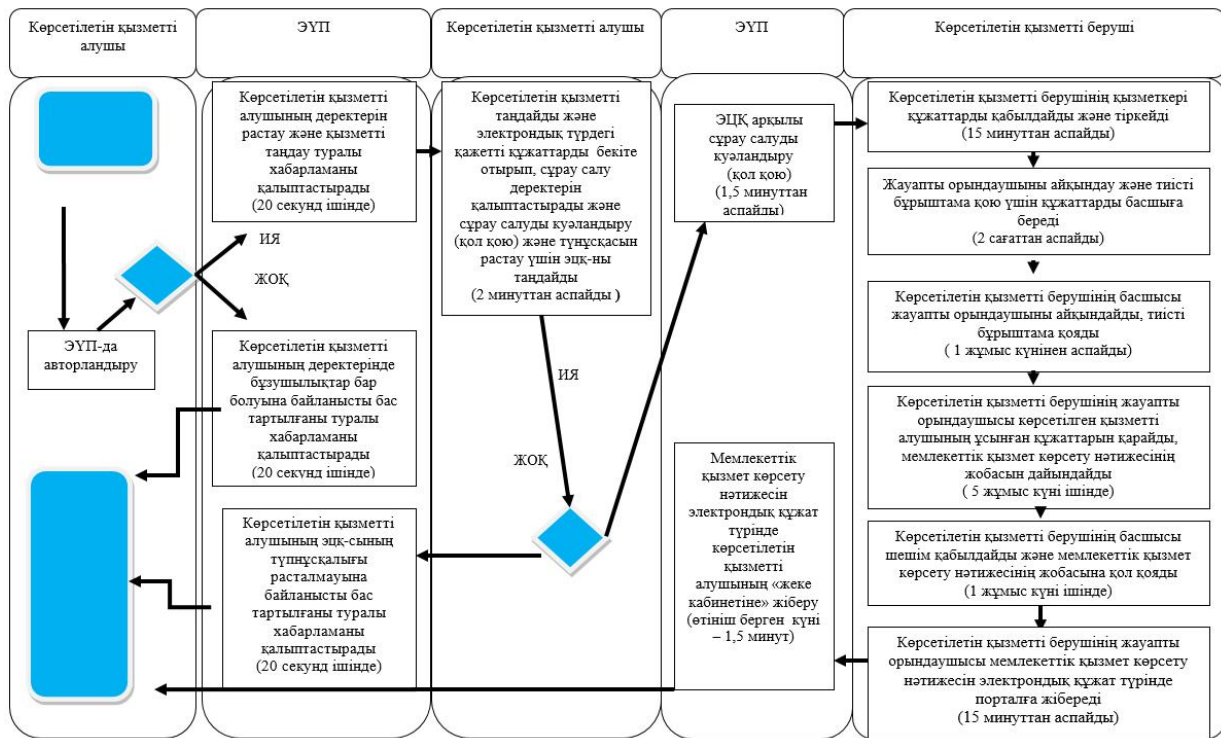 Көрсетілетін қызметті
алушы
ЭҮП
Көрсетілетін қызметті алушы
ЭҮП
Көрсетілетін қызметті беруші
ЭҮП-да
авторландыру
Көрсетілетін қызметті
алушының деректерін
растау және қызметті
таңдау туралы
хабарламаны
қалыптастырады
(20 секунд ішінде)
ИЯ
ЖОҚ
Көрсетілетін қызметті
алушының деректерінде
бұзушылықтар бар
болуына байланысты бас
тартылғаны туралы
хабарламаны
қалыптастырады
(20 секунд ішінде)
Көрсетілетін қызметті
алушының эцқ-сының
түпнұсқалығы
расталмауына
байланысты бас
тартылғаны туралы
хабарламаны
қалыптастырады
(20 секунд ішінде)
Көрсетілетін қызметті
таңдайды және
электрондық түрдегі
қажетті құжаттарды бекіте
отырып, сұрау салу
деректерін
қалыптастырады және
сұрау салуды куәландыру
(қол қою) және түнұсқасын
растау үшін эцқ-ны
таңдайды
(2 минуттан аспайды )
ИЯ
ЖОҚ
ЭЦҚ арқылы
сұрау салуды
куәландыру
(қол қою)
(1,5 минуттан
аспайды)
Мемлекеттік
қызмет көрсету
нәтижесін
электрондық құжат
түрінде
көрсетілетін
қызметті
алушының «жеке
кабинетіне» жіберу
(өтініш берген күні
– 1,5 минут)
Көрсетілетін қызметті берушінің қызметкері
құжаттарды қабылдайды және тіркейді
(15 минуттан аспайды)
Жауапты орындаушыны айқындау және тиісті
бұрыштама қою үшін құжаттарды басшыға
береді
(2 сағаттан аспайды)
Көрсетілетін қызметті берушінің басшысы
жауапты орындаушыны айқындайды, тиісті
бұрыштама қояды
( 1 жұмыс күнінен аспайды)
Көрсетілетін қызметті берушінің жауапты
орындаушысы көрсетілген қызметті
алушының ұсынған құжаттарын қарайды,
мемлекеттік қызмет көрсету нәтижесінің
жобасын дайындайды
( 5 жұмыс күні ішінде)
Көрсетілетін қызметті берушінің басшысы
шешім қабылдайды және мемлекеттік қызмет
көрсету нәтижесінің жобасына қол қояды
(1 жұмыс күні ішінде)
Көрсетілетін қызметті берушінің жауапты
орындаушысы мемлекеттік қызмет көрсету
нәтижесін электрондық құжат түрінде
порталға жібереді
(15 минуттан аспайды)